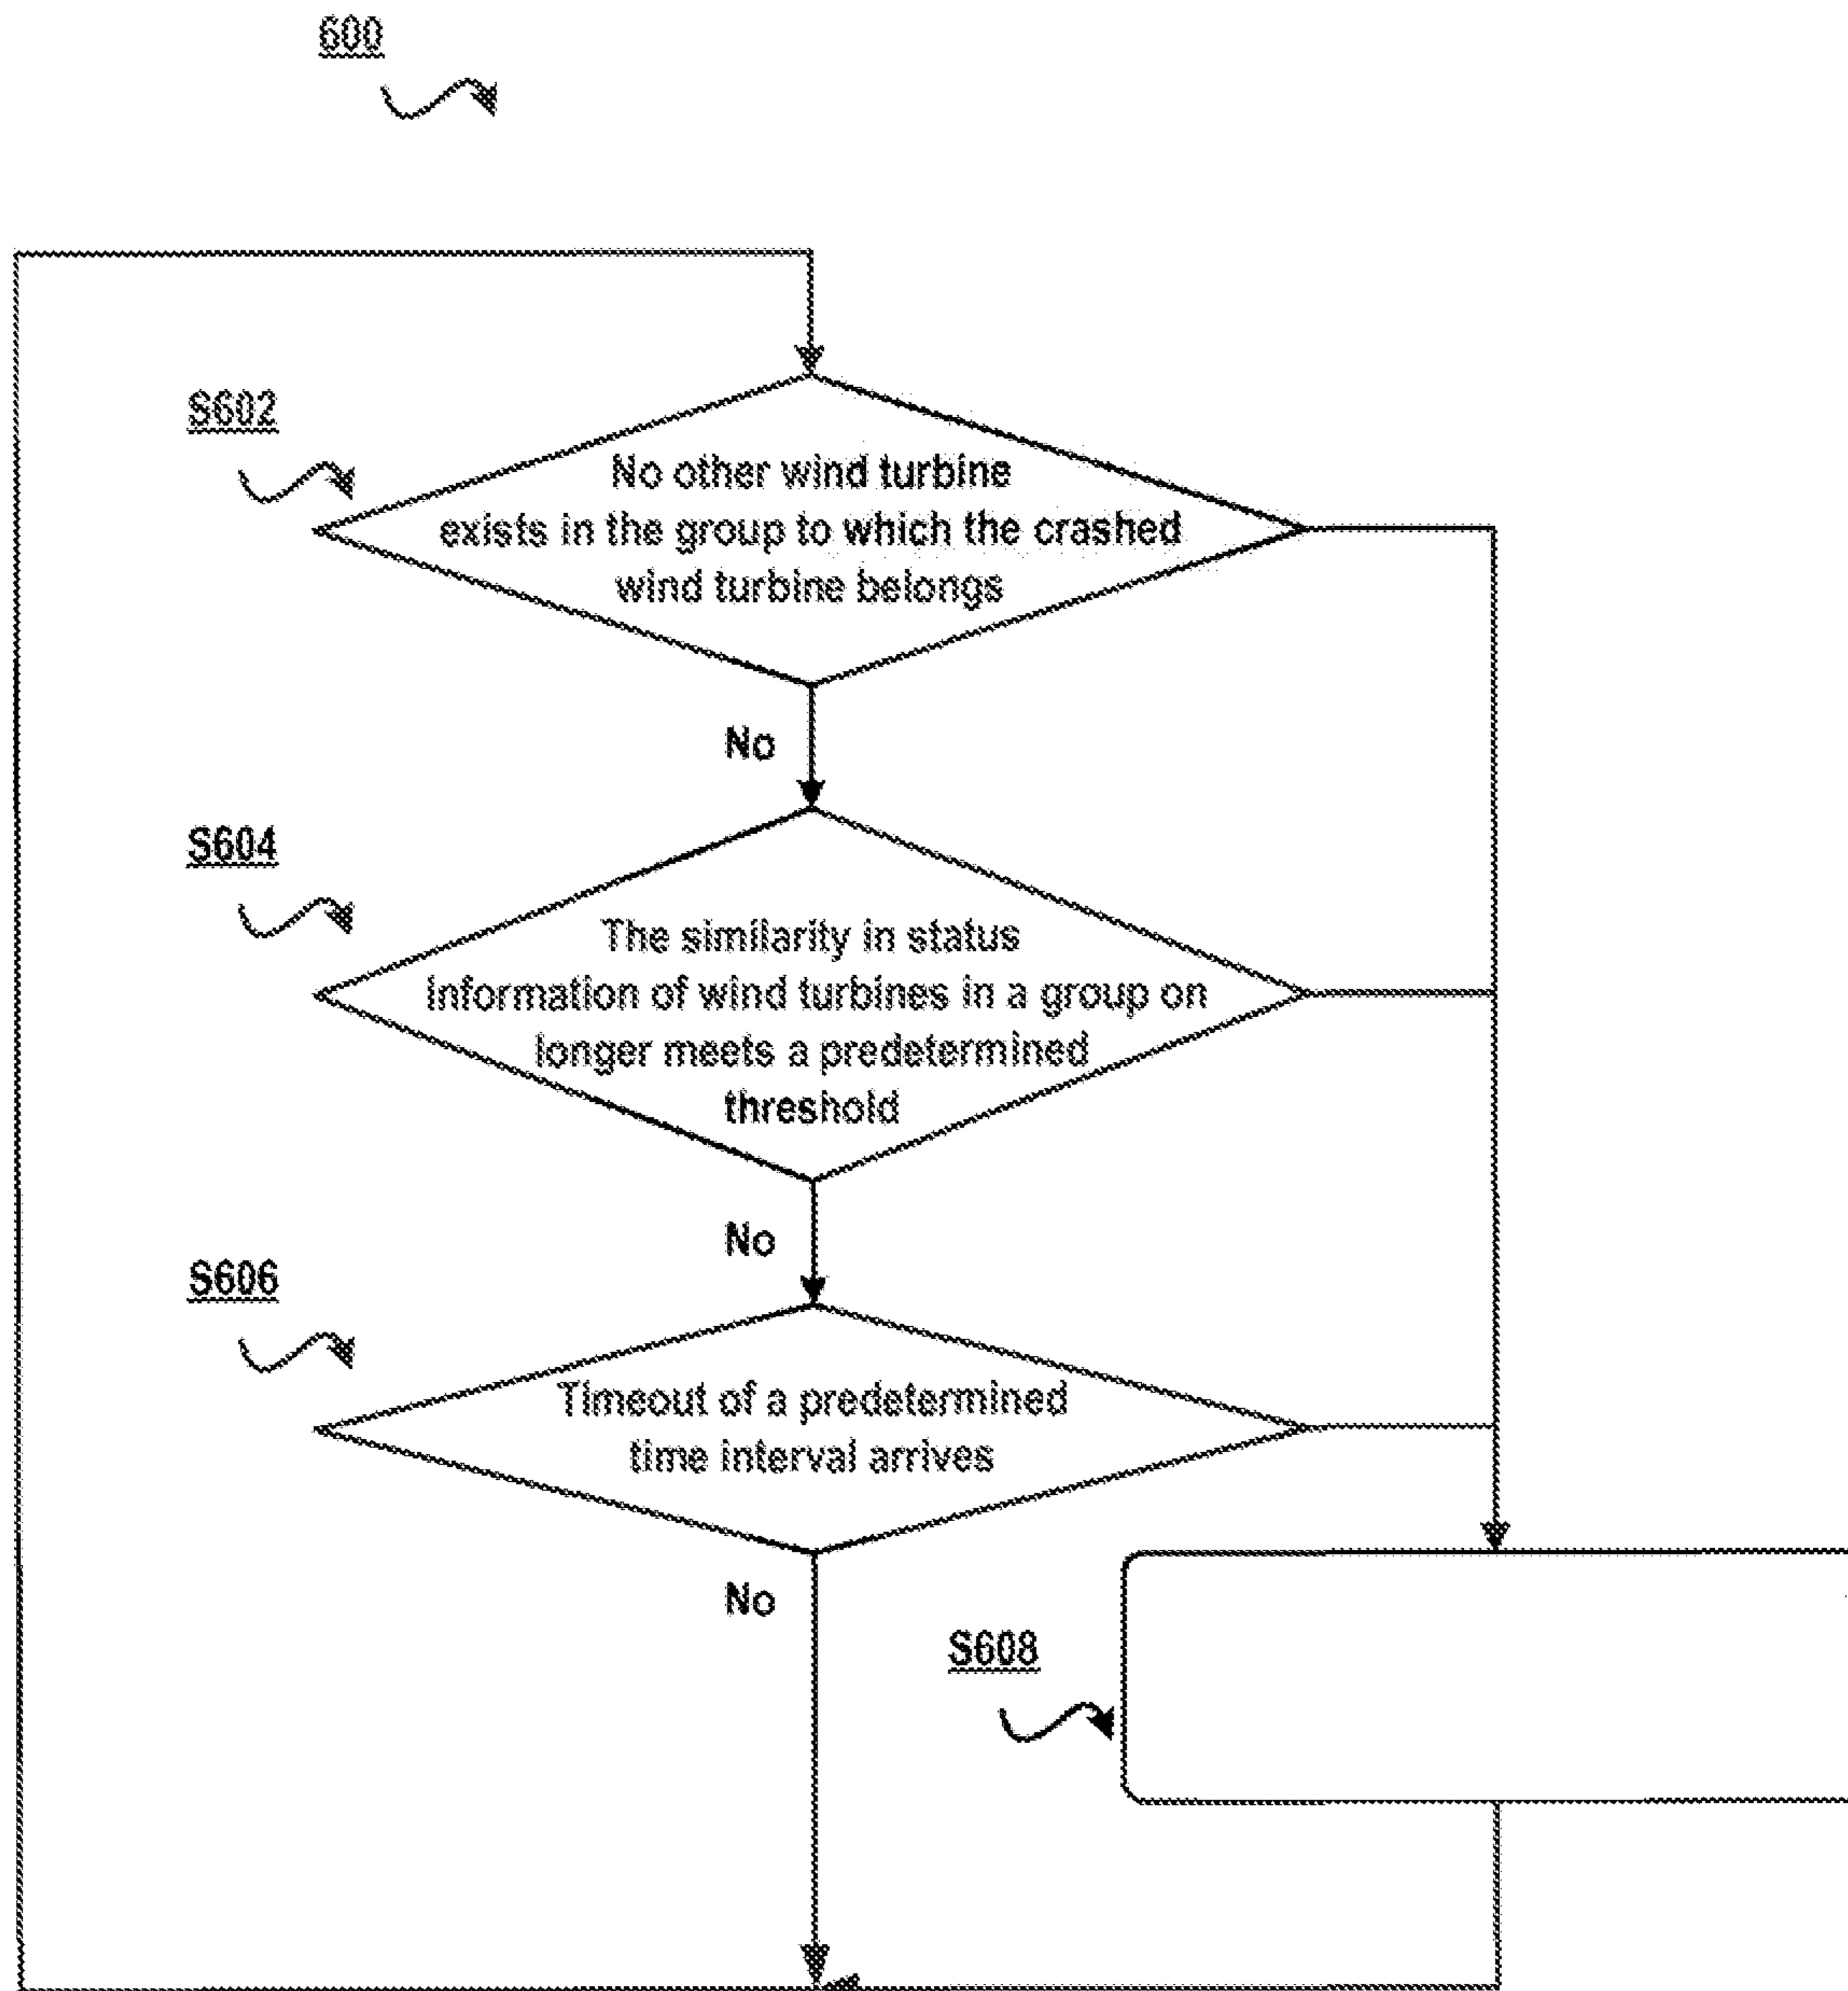 600
S602
No other wind turbine
exists in the group to which the crashed
wind turbine belongs
No
S604
The similarity in status
information of wind turbines in a group on
longer meets a predetermined
threshold
No
S606
Timeout of a predetermined
time interval arrives
No
S608